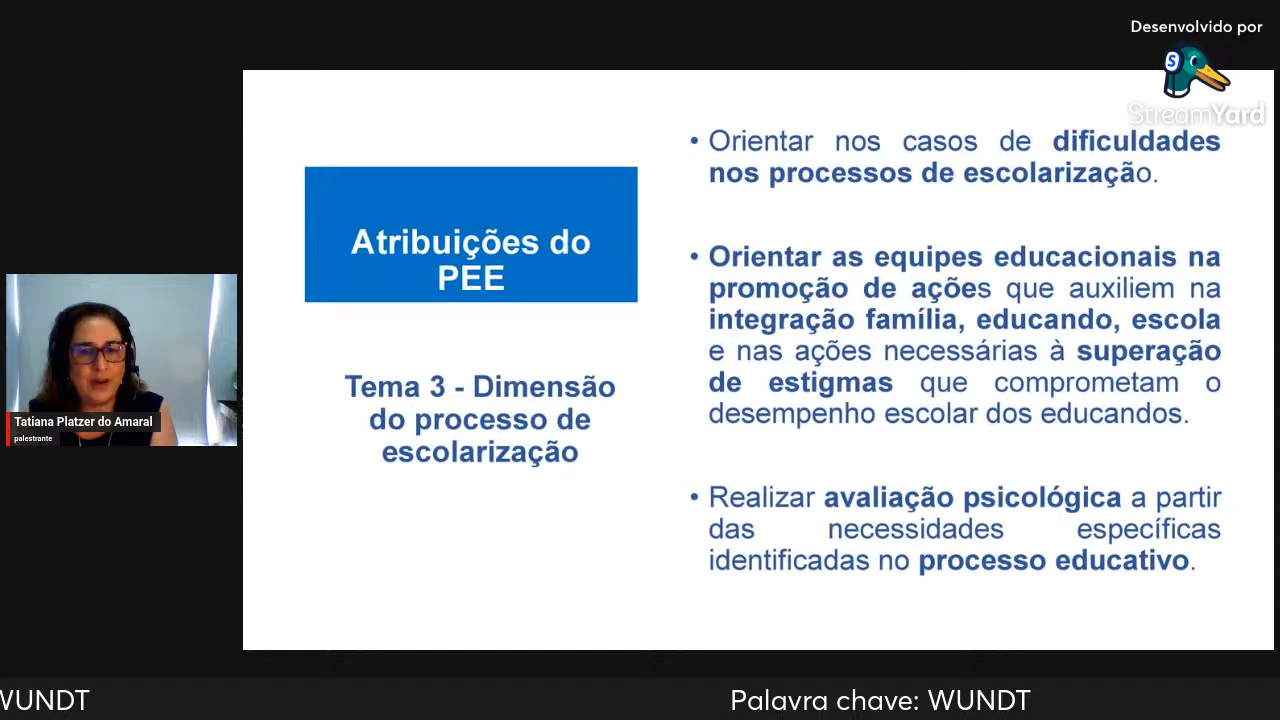 Desenvolvido por
StreamYard
Atribuições do
PEE
Tema 3 - Dimensão
do processo de
escolarização
• Orientar nos casos de dificuldades
nos processos de escolarização.
• Orientar as equipes educacionais na
promoção de ações que auxiliem na
integração família, educando, escola
e nas ações necessárias à superação
de estigmas que comprometam o
desempenho escolar dos educandos.
• Realizar avaliação psicológica a partir
das necessidades específicas
identificadas no processo educativo.
Tatiana Platzer do Amaral
palestrante
WUNDT
Palavra chave: WUNDT